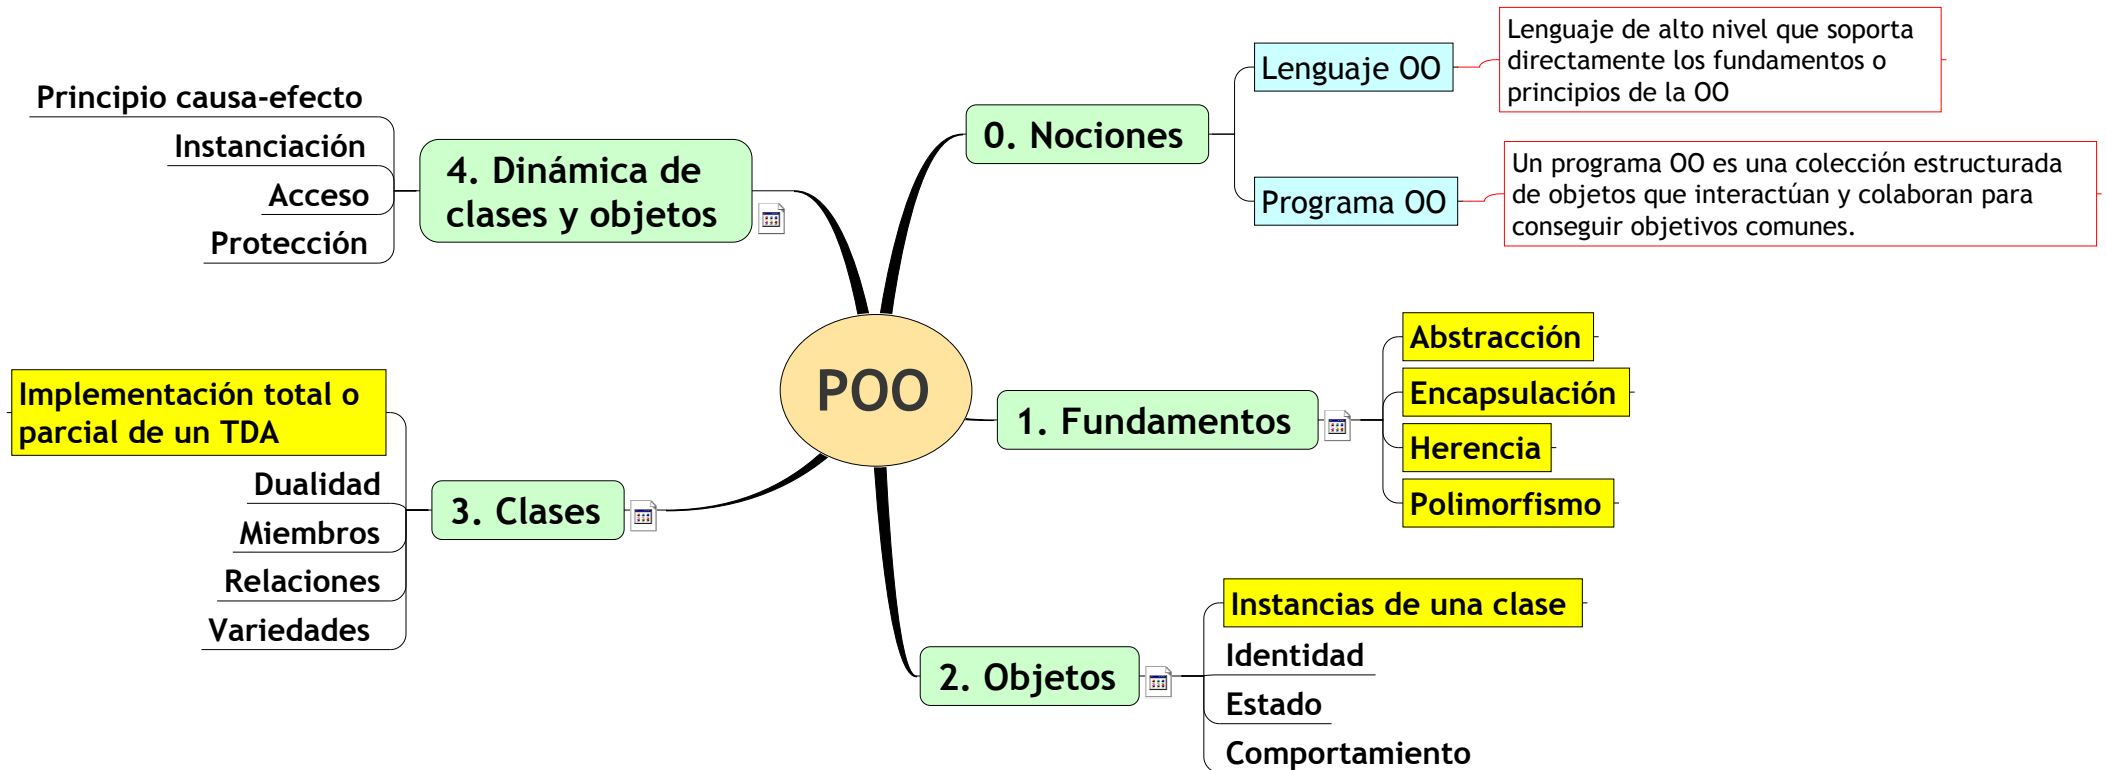 POO
0. Nociones
Lenguaje OO
Lenguaje de alto nivel que soporta
directamente los fundamentos o
principios de la OO
Programa OO
Un programa OO es una colección estructurada
de objetos que interactúan y colaboran para
conseguir objetivos comunes.
1. Fundamentos
Abstracción
Encapsulación
Herencia
Polimorfismo
2. Objetos
Instancias de una clase
Identidad
Estado
Comportamiento
3. Clases
Implementación total o
parcial de un TDA
Dualidad
Miembros
Relaciones
Variedades
4. Dinámica de
clases y objetos
Principio causa-efecto
Instanciación
Acceso
Protección